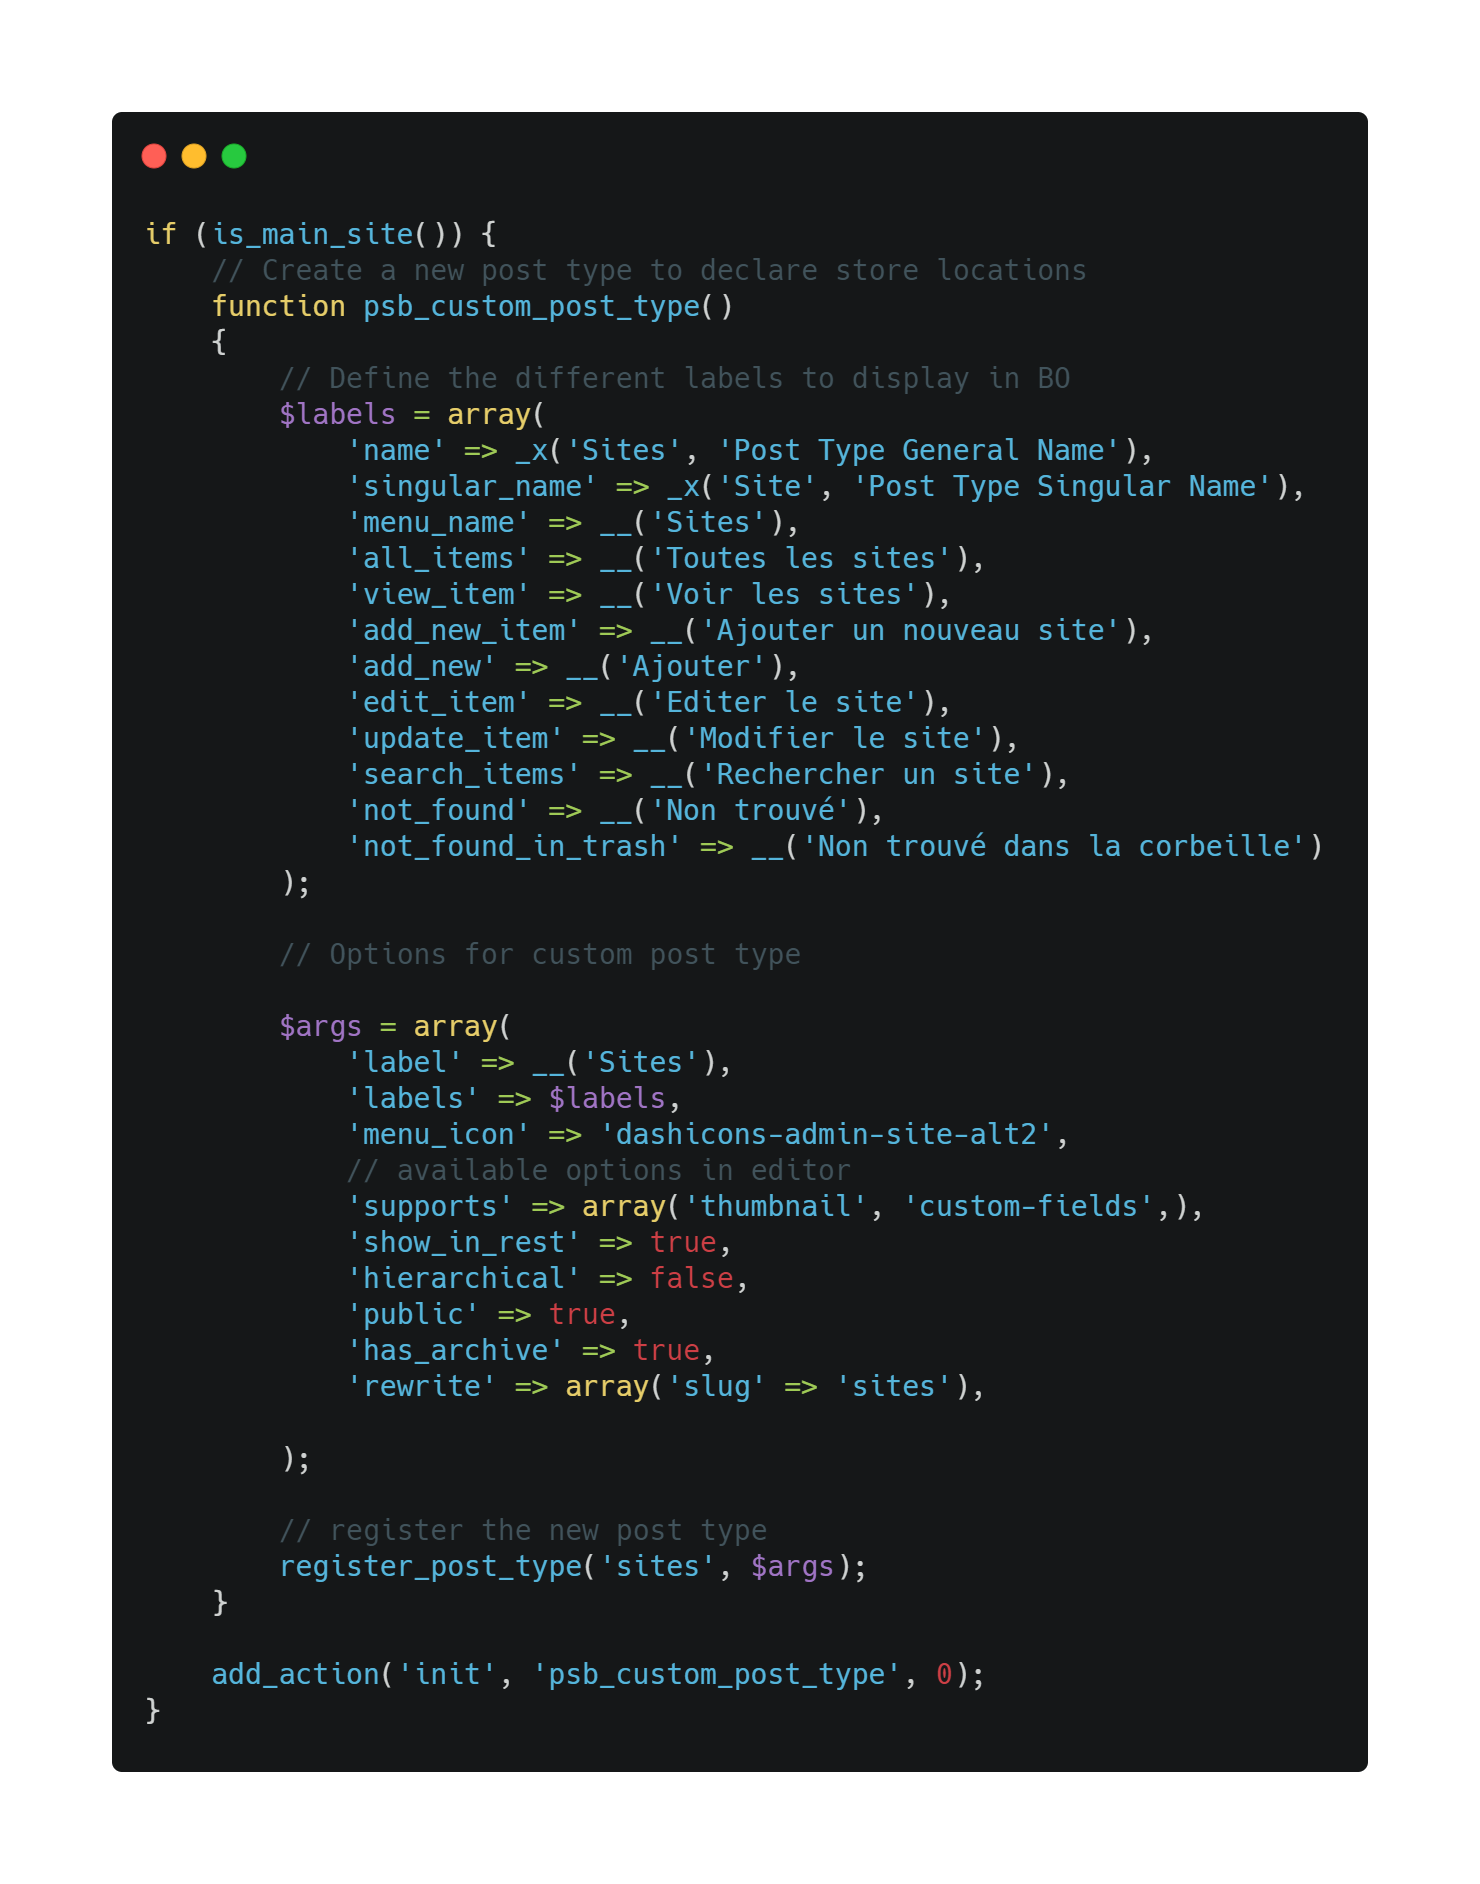 if (is_main_site()) {
    // Create a new post type to declare store locations
    function psb_custom_post_type()
    {
        // Define the different labels to display in BO
        $labels = array(
            'name' => _x('Sites', 'Post Type General Name'),
            'singular_name' => _x('Site', 'Post Type Singular Name'),
            'menu_name' => __('Sites'),
            'all_items' => __('Toutes les sites'),
            'view_item' => __('Voir les sites'),
            'add_new_item' => __('Ajouter un nouveau site'),
            'add_new' => __('Ajouter'),
            'edit_item' => __('Editer le site'),
            'update_item' => __('Modifier le site'),
            'search_items' => __('Rechercher un site'),
            'not_found' => __('Non trouvé'),
            'not_found_in_trash' => __('Non trouvé dans la corbeille')
        );

        // Options for custom post type

        $args = array(
            'label' => __('Sites'),
            'labels' => $labels,
            'menu_icon' => 'dashicons-admin-site-alt2',
            // available options in editor
            'supports' => array('thumbnail', 'custom-fields',),
            'show_in_rest' => true,
            'hierarchical' => false,
            'public' => true,
            'has_archive' => true,
            'rewrite' => array('slug' => 'sites'),

        );

        // register the new post type
        register_post_type('sites', $args);
    }

    add_action('init', 'psb_custom_post_type', 0);
}